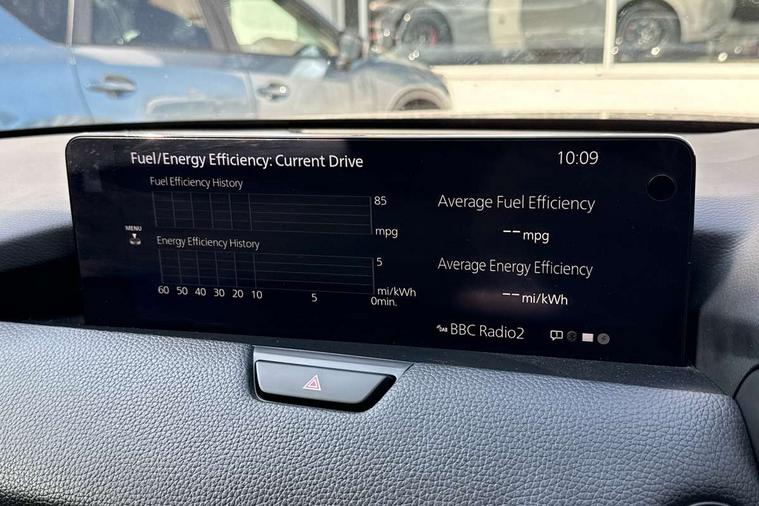 Fuel/Energy Efficiency: Current Drive
10:09
Fuel Efficiency History
85
mpg
Average Fuel Efficiency
-- mpg
MENU
Energy Efficiency History
5
mi/kWh
60 50 40 30 20 10 5 0min.
Average Energy Efficiency
-- mi/kWh
DAB BBC Radio2